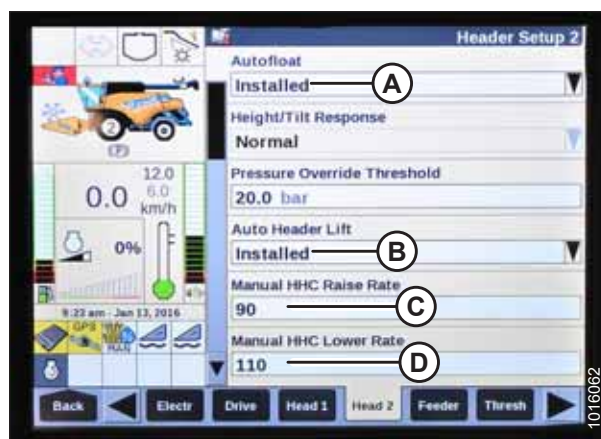 Header Setup 2
Autofloat
Installed
A
Height/Tilt Response
Normal
Pressure Override Threshold
20.0 bar
Auto Header Lift
Installed
B
Manual HHC Raise Rate
90
C
Manual HHC Lower Rate
110
D
2
(P)
12.0
0.0
6.0
km/h
0%
9:23 am - Jan 13, 2016
GPS
Back
Electr
Drive
Head 1
Head 2
Feeder
Thresh
1016062